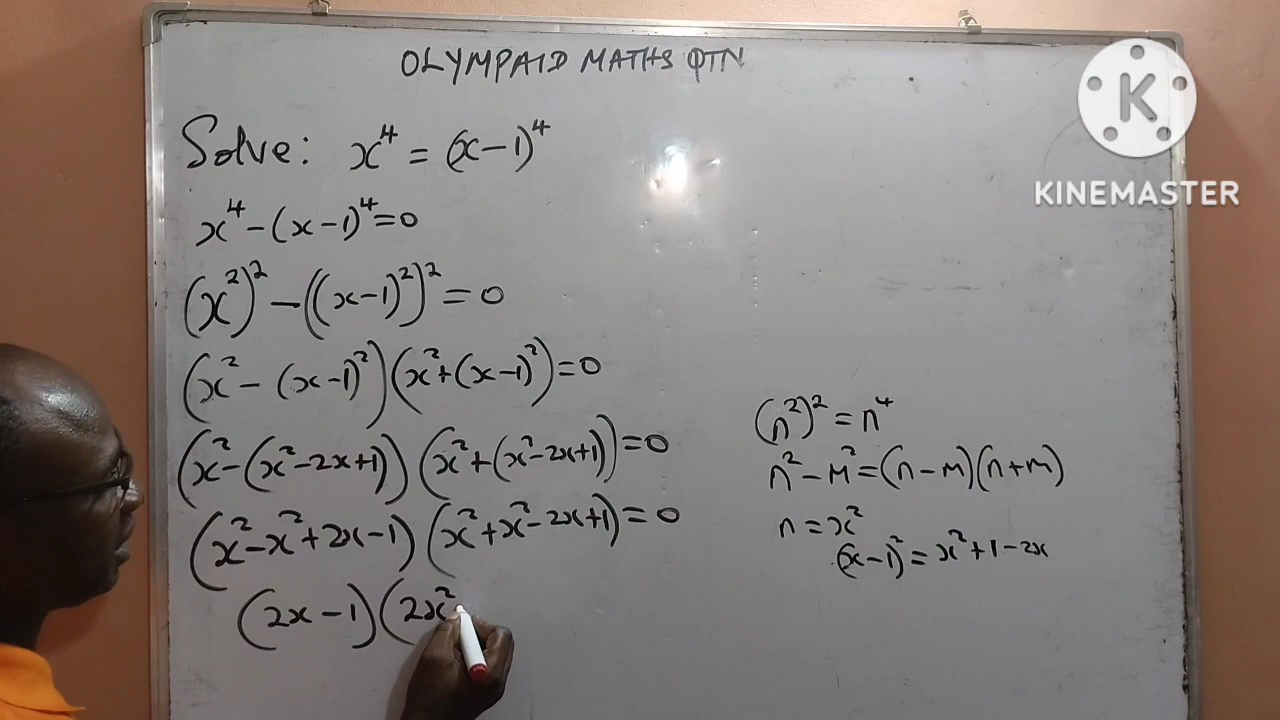 OLYMPAID MATHS QTN
Solve: x⁴ = (x-1)⁴
x⁴ - (x-1)⁴ = 0
(x²)² - ((x-1)²)² = 0
(x² - (x-1)²)(x² + (x-1)²) = 0
(x² - (x² - 2x + 1))(x² + (x² - 2x + 1)) = 0
(x² - x² + 2x - 1)(x² + x² - 2x + 1) = 0
(2x - 1)(2x²
(n²)² = n⁴
n² - m² = (n - m)(n + m)
n = x²
(x-1)² = x² + 1 - 2x
K
KINEMASTER